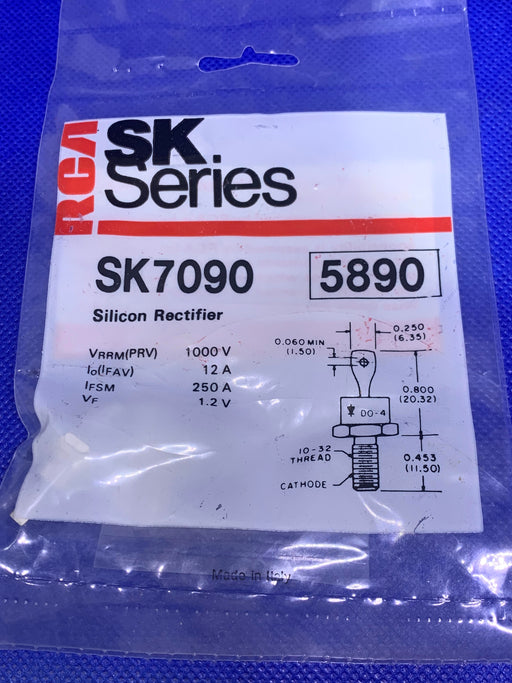 RCA
SK
Series
SK7090 5890
Silicon Rectifier
VRRM(PRV) 1000 V
Io(IFAV) 12 A
IFSM 250 A
VF 1.2 V
0.250
(6.35)
0.060 MIN
(1.50)
0.800
(20.32)
DO-4
10-32
THREAD
0.453
(11.50)
CATHODE
Made in Italy